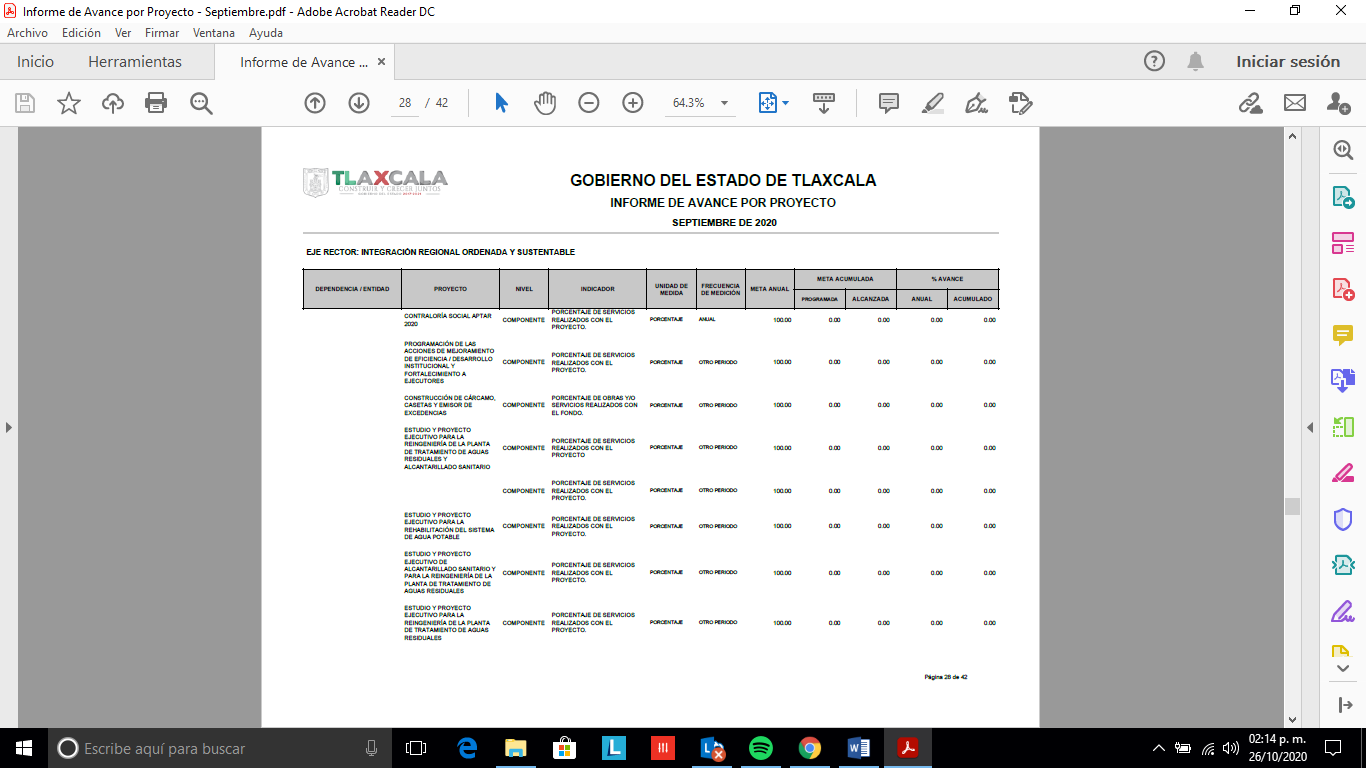 Informe de Avance por Proyecto - Septiembre.pdf - Adobe Acrobat Reader DC
Archivo Edición Ver Firmar Ventana Ayuda
Inicio Herramientas Informe de Avance ... Iniciar sesión
28 / 42 64.3%
TLAXCALA
CONSTRUIR Y CRECER JUNTOS
GOBIERNO DEL ESTADO DE TLAXCALA
INFORME DE AVANCE POR PROYECTO
SEPTIEMBRE DE 2020
EJE RECTOR: INTEGRACIÓN REGIONAL ORDENADA Y SUSTENTABLE
DEPENDENCIA / ENTIDAD PROYECTO NIVEL INDICADOR UNIDAD DE MEDIDA FRECUENCIA DE MEDICIÓN META ANUAL META ACUMULADA % AVANCE
PROGRAMADA ALCANZADA ANUAL ACUMULADO
CONTRALORÍA SOCIAL APTAR
2020
COMPONENTE
PORCENTAJE DE SERVICIOS
REALIZADOS CON EL
PROYECTO.
PORCENTAJE ANUAL 100.00 0.00 0.00 0.00 0.00
PROGRAMACIÓN DE LAS
ACCIONES DE MEJORAMIENTO
DE EFICIENCIA / DESARROLLO
INSTITUCIONAL Y
FORTALECIMIENTO A
EJECUTORES
COMPONENTE
PORCENTAJE DE SERVICIOS
REALIZADOS CON EL
PROYECTO.
PORCENTAJE OTRO PERIODO 100.00 0.00 0.00 0.00 0.00
CONSTRUCCIÓN DE CÁRCAMO,
CASETAS Y EMISOR DE
EXCEDENCIAS
COMPONENTE
PORCENTAJE DE OBRAS Y/O
SERVICIOS REALIZADOS CON
EL FONDO.
PORCENTAJE OTRO PERIODO 100.00 0.00 0.00 0.00 0.00
ESTUDIO Y PROYECTO
EJECUTIVO PARA LA
REINGENIERÍA DE LA PLANTA
DE TRATAMIENTO DE AGUAS
RESIDUALES Y
ALCANTARILLADO SANITARIO
COMPONENTE
PORCENTAJE DE SERVICIOS
REALIZADOS CON EL
PROYECTO
PORCENTAJE OTRO PERIODO 100.00 0.00 0.00 0.00 0.00
COMPONENTE
PORCENTAJE DE SERVICIOS
REALIZADOS CON EL
PROYECTO.
PORCENTAJE OTRO PERIODO 100.00 0.00 0.00 0.00 0.00
ESTUDIO Y PROYECTO
EJECUTIVO PARA LA
REHABILITACIÓN DEL SISTEMA
DE AGUA POTABLE
COMPONENTE
PORCENTAJE DE SERVICIOS
REALIZADOS CON EL
PROYECTO.
PORCENTAJE OTRO PERIODO 100.00 0.00 0.00 0.00 0.00
ESTUDIO Y PROYECTO
EJECUTIVO DE
ALCANTARILLADO SANITARIO Y
PARA LA REINGENIERÍA DE LA
PLANTA DE TRATAMIENTO DE
AGUAS RESIDUALES
COMPONENTE
PORCENTAJE DE SERVICIOS
REALIZADOS CON EL
PROYECTO.
PORCENTAJE OTRO PERIODO 100.00 0.00 0.00 0.00 0.00
ESTUDIO Y PROYECTO
EJECUTIVO PARA LA
REINGENIERÍA DE LA PLANTA
DE TRATAMIENTO DE AGUAS
RESIDUALES
COMPONENTE
PORCENTAJE DE SERVICIOS
REALIZADOS CON EL
PROYECTO.
PORCENTAJE OTRO PERIODO 100.00 0.00 0.00 0.00 0.00
Página 28 de 42
Escribe aquí para buscar
02:14 p. m.
26/10/2020